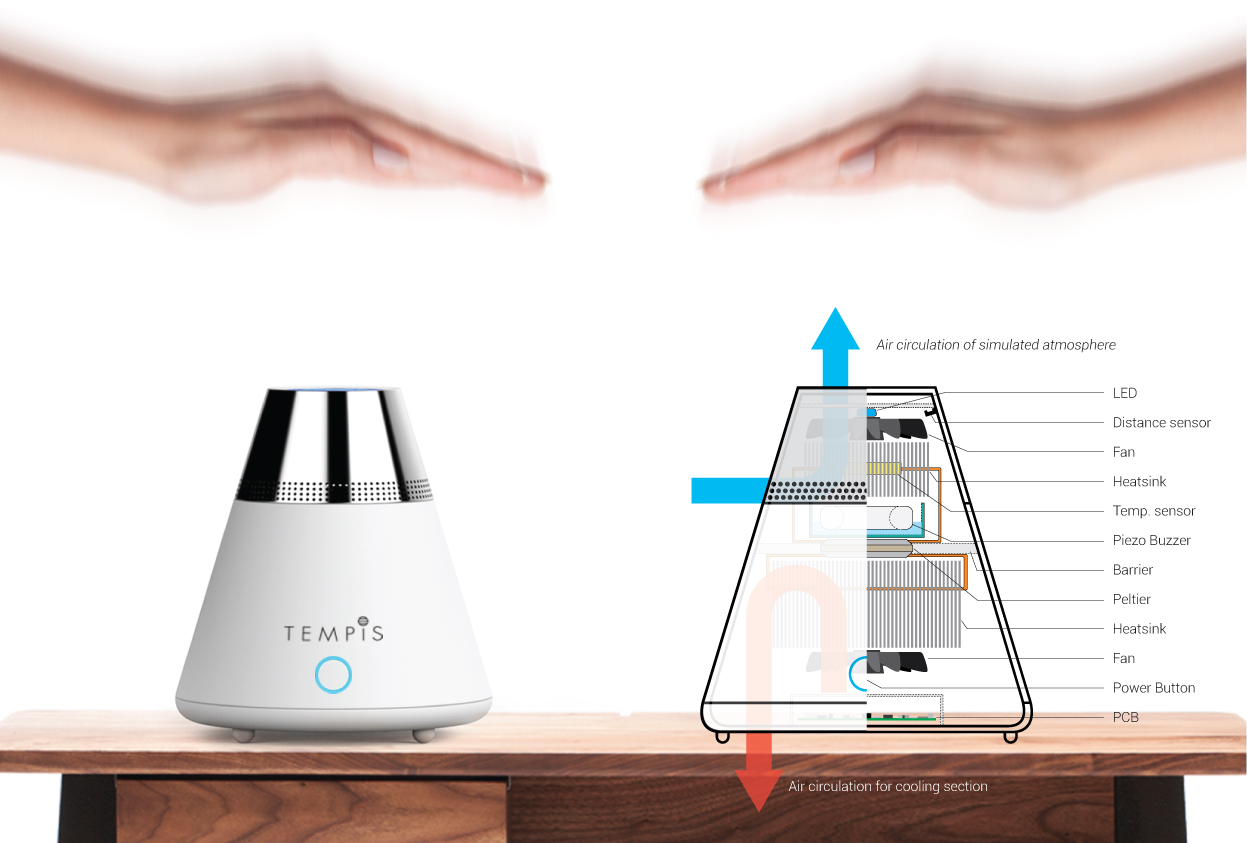 Air circulation of simulated atmosphere
LED
Distance sensor
Fan
Heatsink
Temp. sensor
Piezo Buzzer
Barrier
Peltier
Heatsink
Fan
Power Button
PCB
TEMPiS
Air circulation for cooling section